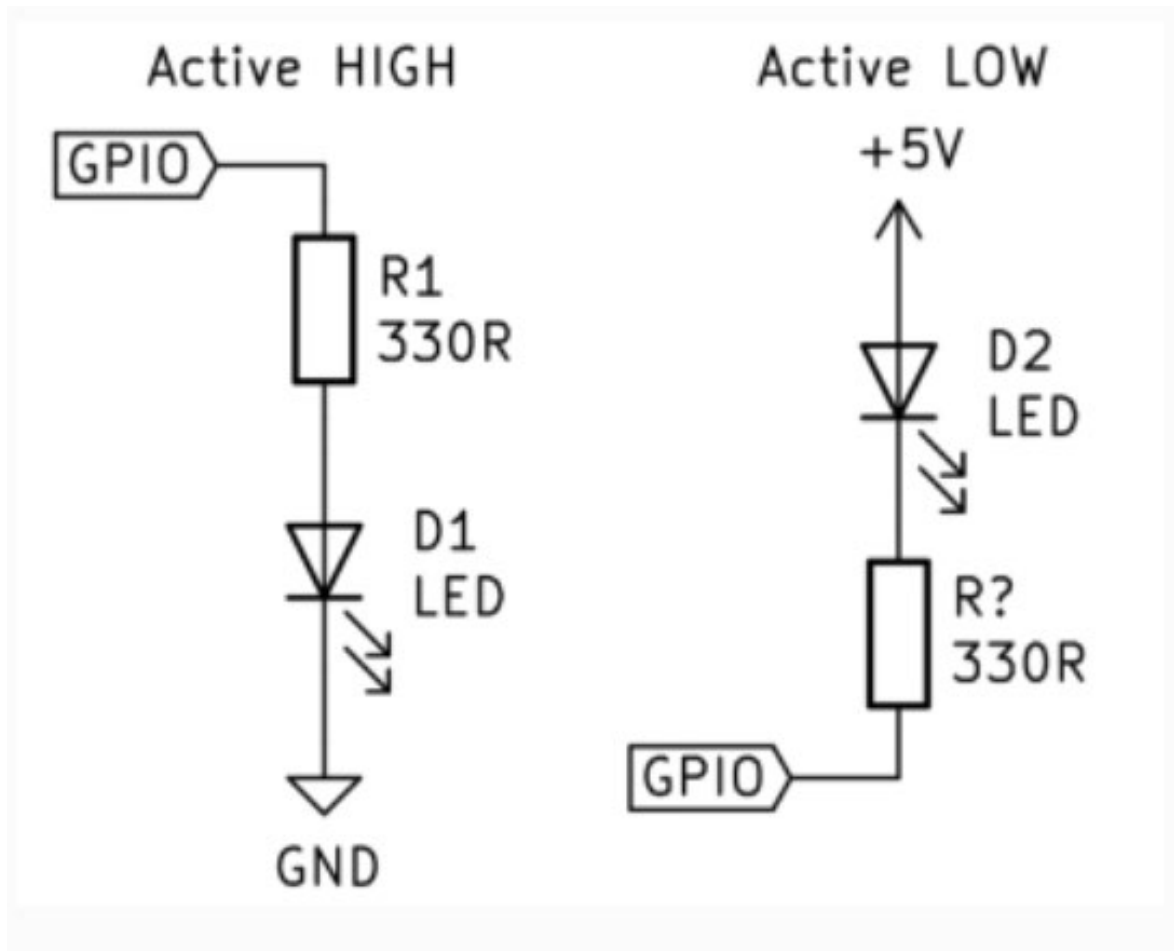 Active HIGH
GPIO
R1
330R
D1
LED
GND
Active LOW
+5V
D2
LED
R?
330R
GPIO